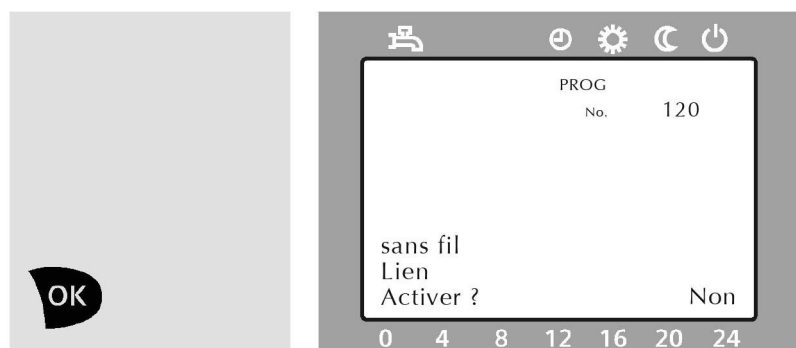 OK
PROG
No. 120
sans fil
Lien
Activer ? Non
0 4 8 12 16 20 24